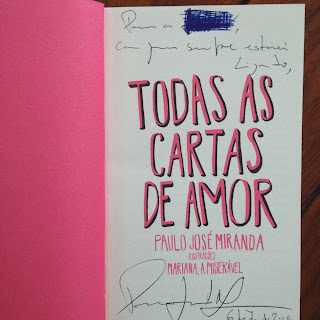 Para a
com quem sempre estarei
ligado,
TODAS AS
CARTAS
DE AMOR
PAULO JOSÉ MIRANDA
ILUSTRAÇÕES
MARIANA, A MISERÁVEL